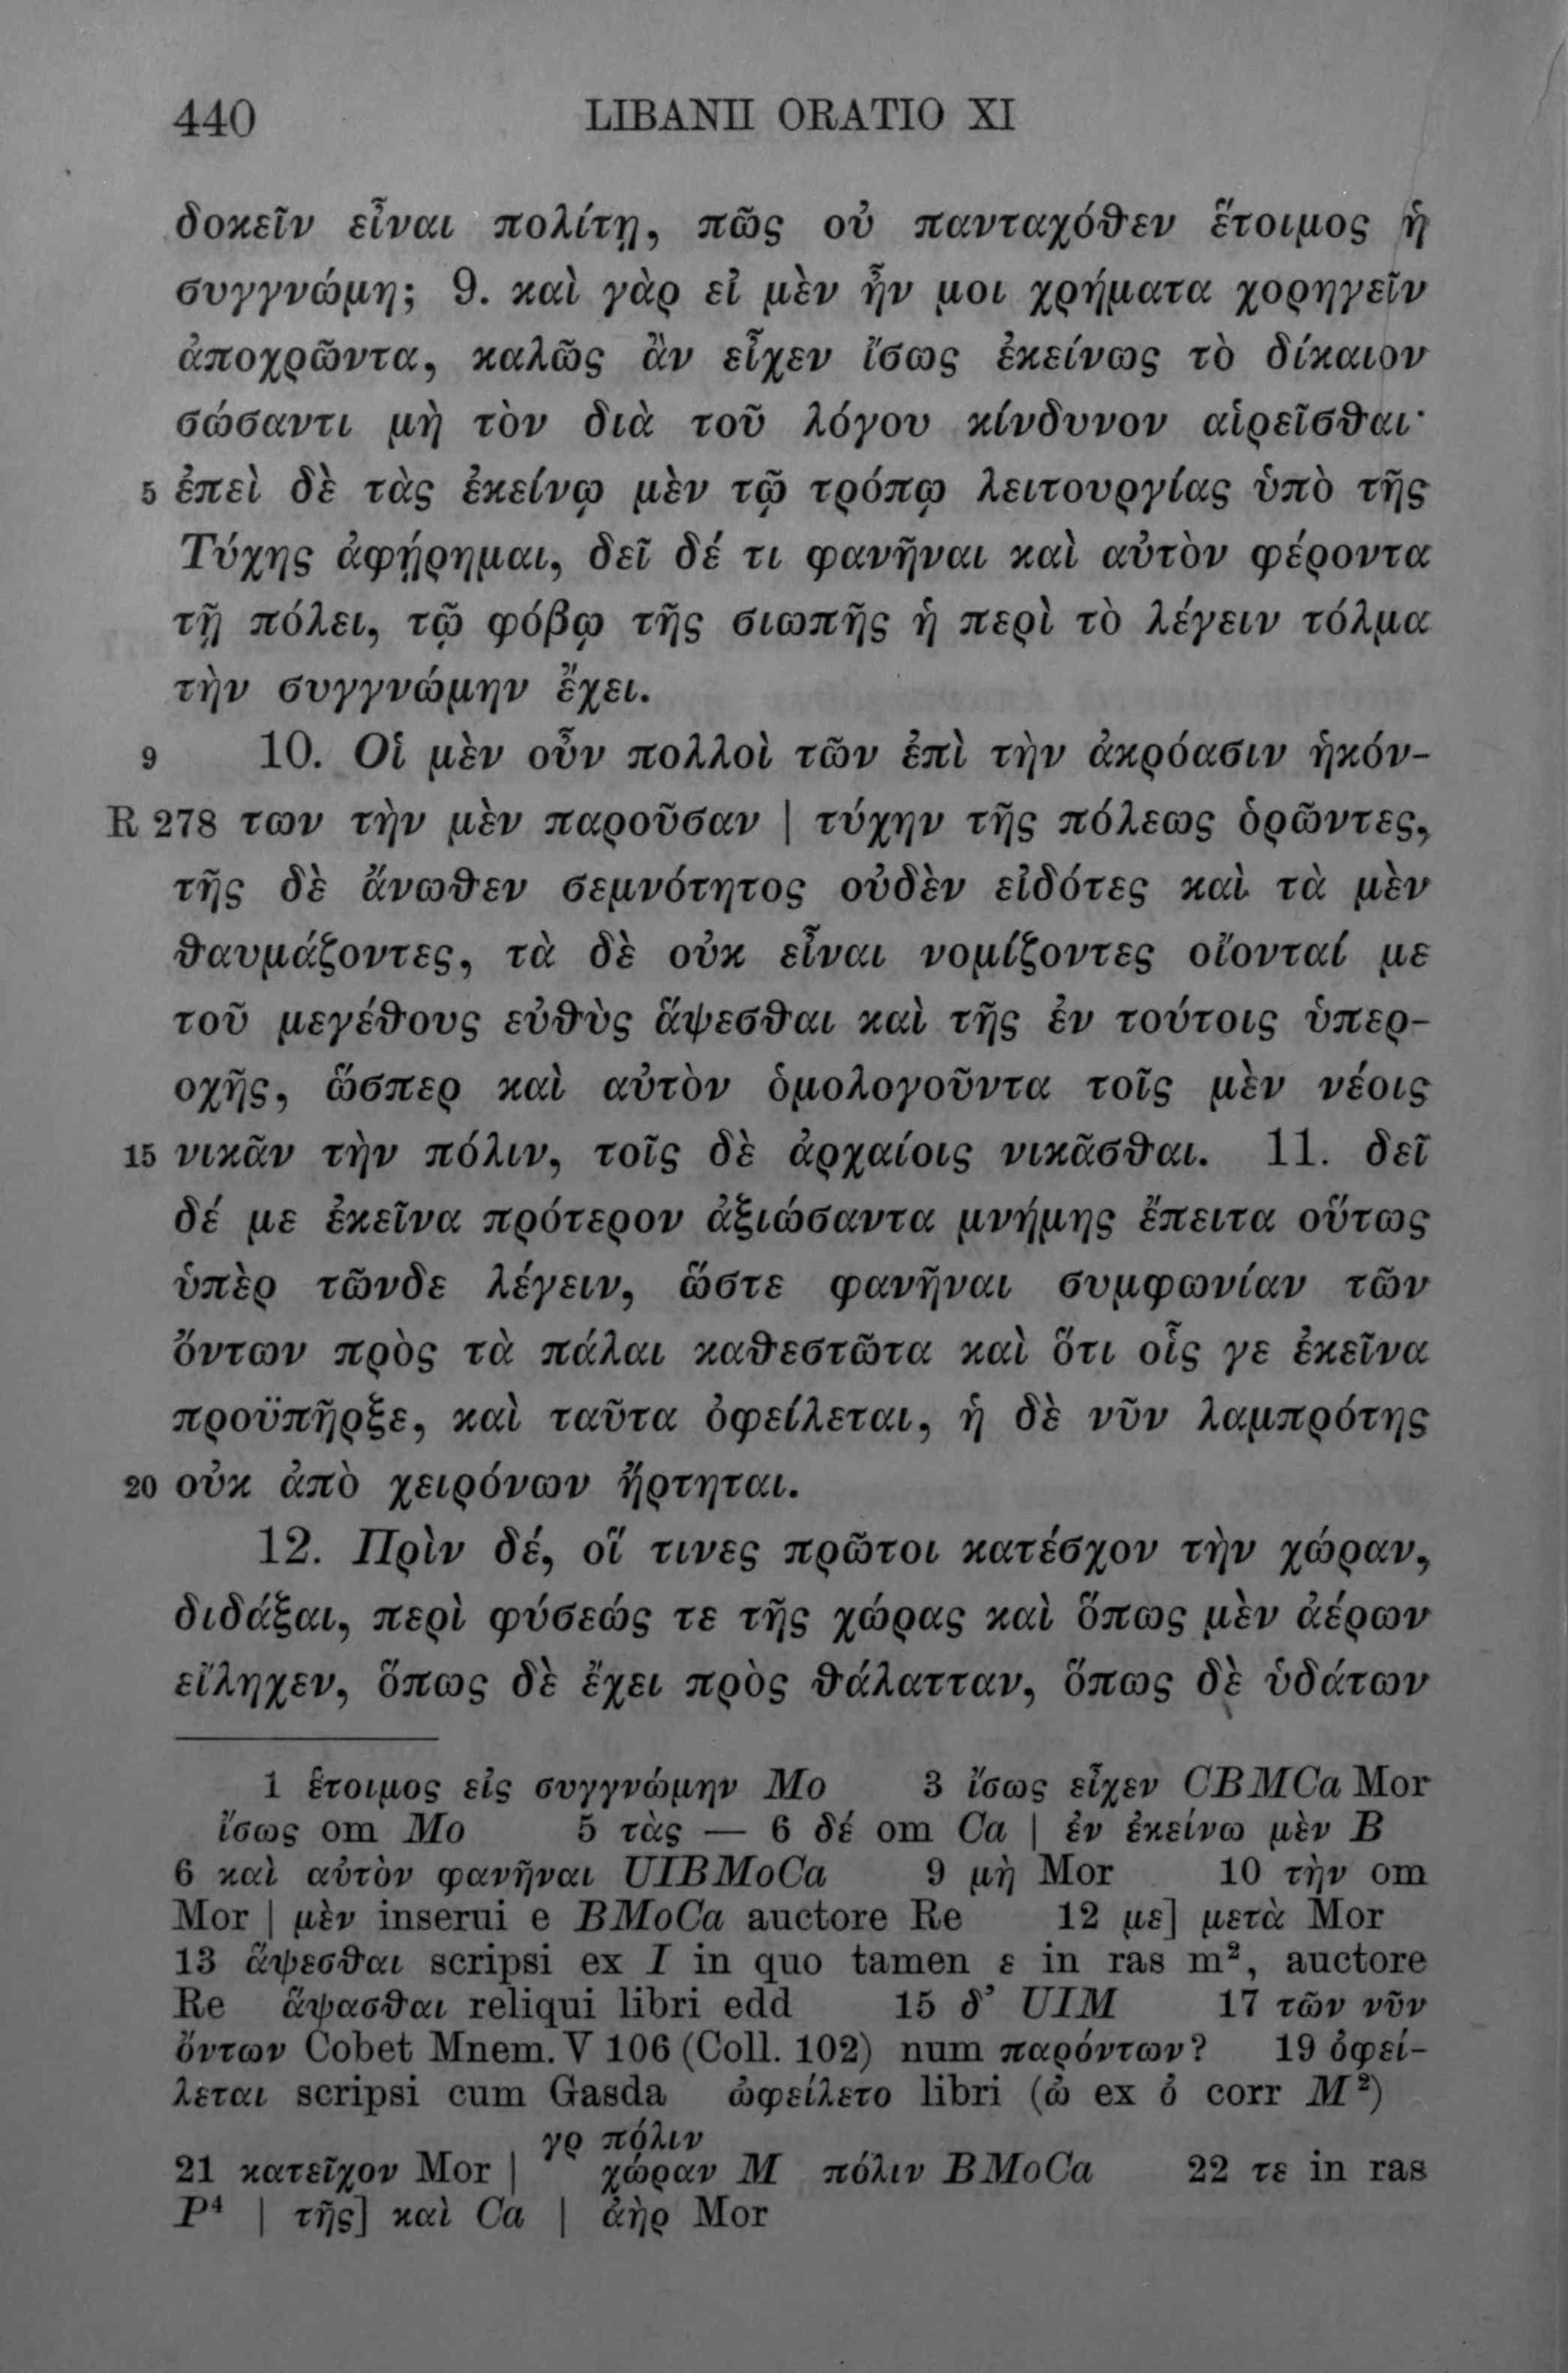 440 LIBANII ORATIO XI
δοκεῖν εἶναι πολίτῃ, πῶς οὐ πανταχόθεν ἕτοιμος ἡ
συγγνώμη; 9. καὶ γὰρ εἰ μὲν ἦν μοι χρήματα χορηγεῖν
ἀποχρῶντα, καλῶς ἂν εἶχεν ἴσως ἐκείνως τὸ δίκαιον
σώσαντι μὴ τὸν διὰ τοῦ λόγου κίνδυνον αἱρεῖσθαι·
5 ἐπεὶ δὲ τὰς ἐκείνῳ μὲν τῷ τρόπῳ λειτουργίας ὑπὸ τῆς
Τύχης ἀφῄρημαι, δεῖ δέ τι φανῆναι καὶ αὐτὸν φέροντα
τῇ πόλει, τῷ φόβῳ τῆς σιωπῆς ἡ περὶ τὸ λέγειν τόλμα
τὴν συγγνώμην ἔχει.
9 10. Οἱ μὲν οὖν πολλοὶ τῶν ἐπὶ τὴν ἀκρόασιν ἡκόν-
R 278 των τὴν μὲν παροῦσαν | τύχην τῆς πόλεως ὁρῶντες,
τῆς δὲ ἄνωθεν σεμνότητος οὐδὲν εἰδότες καὶ τὰ μὲν
θαυμάζοντες, τὰ δὲ οὐκ εἶναι νομίζοντες οἴονταί με
τοῦ μεγέθους εὐθὺς ἅψεσθαι καὶ τῆς ἐν τούτοις ὑπερ-
οχῆς, ὥσπερ καὶ αὐτὸν ὁμολογοῦντα τοῖς μὲν νέοις
15 νικᾶν τὴν πόλιν, τοῖς δὲ ἀρχαίοις νικᾶσθαι. 11. δεῖ
δέ με ἐκεῖνα πρότερον ἀξιώσαντα μνήμης ἔπειτα οὕτως
ὑπὲρ τῶνδε λέγειν, ὥστε φανῆναι συμφωνίαν τῶν
ὄντων πρὸς τὰ πάλαι καθεστῶτα καὶ ὅτι οἷς γε ἐκεῖνα
προϋπῆρξε, καὶ ταῦτα ὀφείλεται, ἡ δὲ νῦν λαμπρότης
20 οὐκ ἀπὸ χειρόνων ἤρτηται.
12. Πρὶν δέ, οἵ τινες πρῶτοι κατέσχον τὴν χώραν,
διδάξαι, περὶ φύσεώς τε τῆς χώρας καὶ ὅπως μὲν ἀέρων
εἴληχεν, ὅπως δὲ ἔχει πρὸς θάλατταν, ὅπως δὲ ὑδάτων
1 ἕτοιμος εἰς συγγνώμην Mo 3 ἴσως εἶχεν CBMCa Mor
ἴσως om Mo 5 τὰς — 6 δέ om Ca | ἐν ἐκείνω μὲν B
6 καὶ αὐτὸν φανῆναι UIBMoCa 9 μὴ Mor 10 τὴν om
Mor | μὲν inserui e BMoCa auctore Re 12 με] μετὰ Mor
13 ἅψεσθαι scripsi ex I in quo tamen ε in ras m², auctore
Re ἅψασθαι reliqui libri edd 15 δ’ UIM 17 τῶν νῦν
ὄντων Cobet Mnem. V 106 (Coll. 102) num παρόντων? 19 ὀφεί-
λεται scripsi cum Gasda ὠφείλετο libri (ὠ ex ὀ corr M²)
γρ πόλιν
21 κατεῖχον Mor | χώραν M πόλιν BMoCa 22 τε in ras
P⁴ | τῆς] καὶ Ca | ἀὴρ Mor